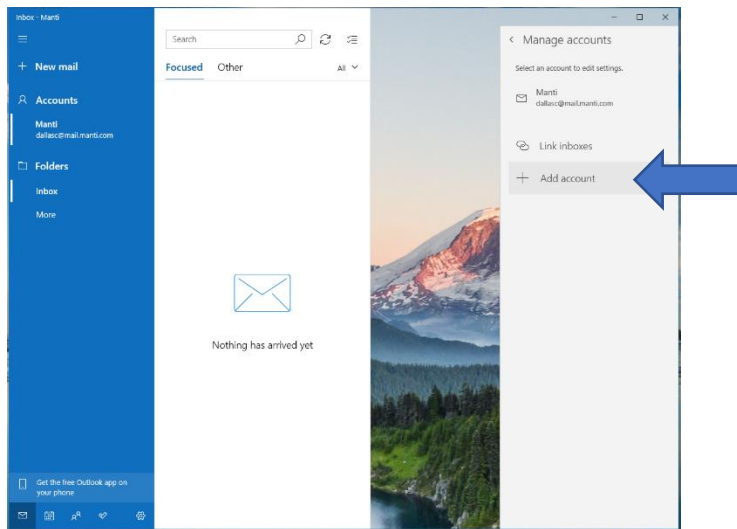 Inbox - Manti
New mail
Accounts
Manti
dallasc@mail.manti.com
Folders
Inbox
More
Get the free Outlook app on
your phone
Search
Focused Other All
Nothing has arrived yet
Manage accounts
Select an account to edit settings.
Manti
dallasc@mail.manti.com
Link inboxes
Add account